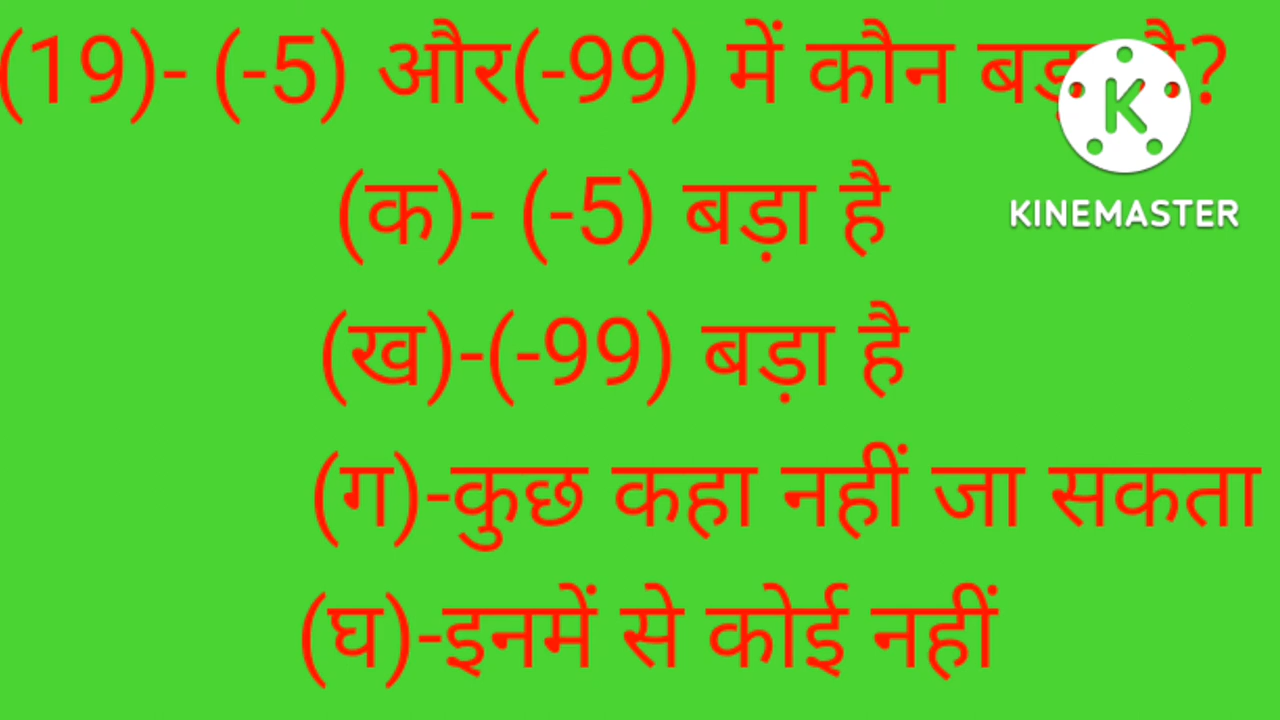 (19)- (-5) और(-99) में कौन है?
(क)- (-5) बड़ा है
KINEMASTER
(ख)-(-99) बड़ा है
(ग)-कुछ कहा नहीं जा सकता
(घ)-इनमें से कोई नहीं